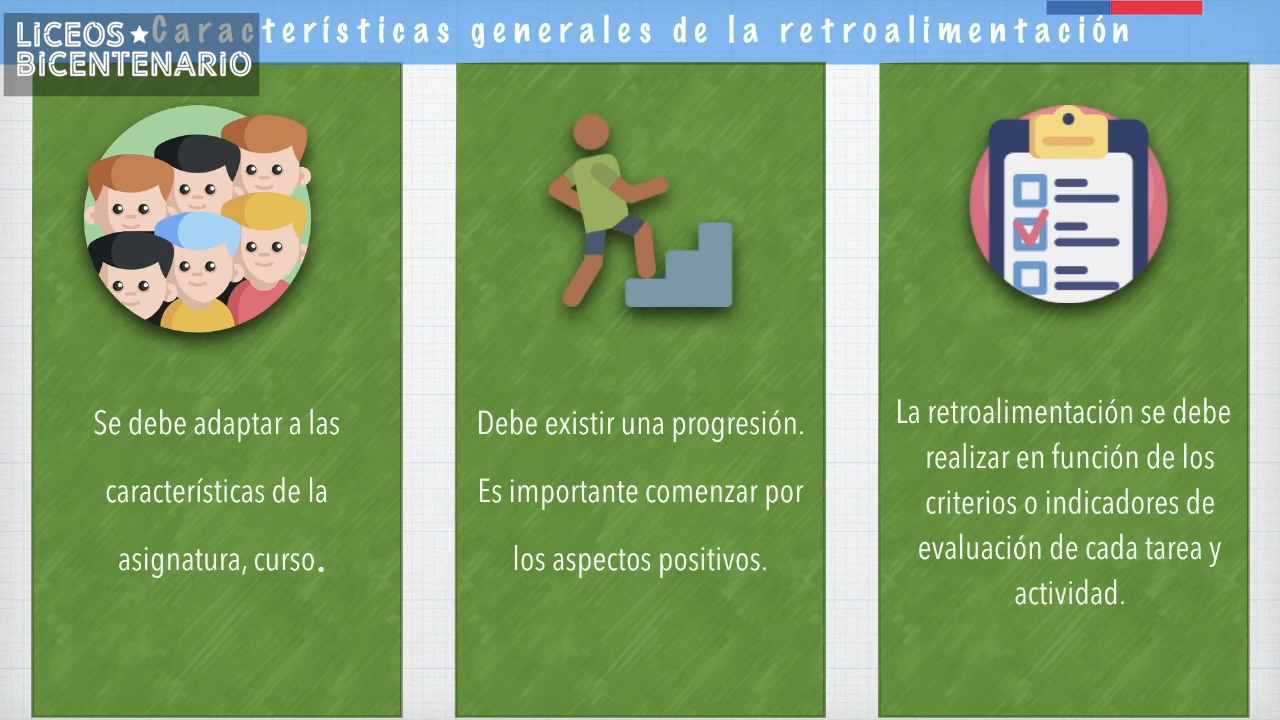 Características generales de la retroalimentación
LiCEOS
BiCENTENARiO
Se debe adaptar a las
características de la
asignatura, curso.
Debe existir una progresión.
Es importante comenzar por
los aspectos positivos.
La retroalimentación se debe
realizar en función de los
criterios o indicadores de
evaluación de cada tarea y
actividad.